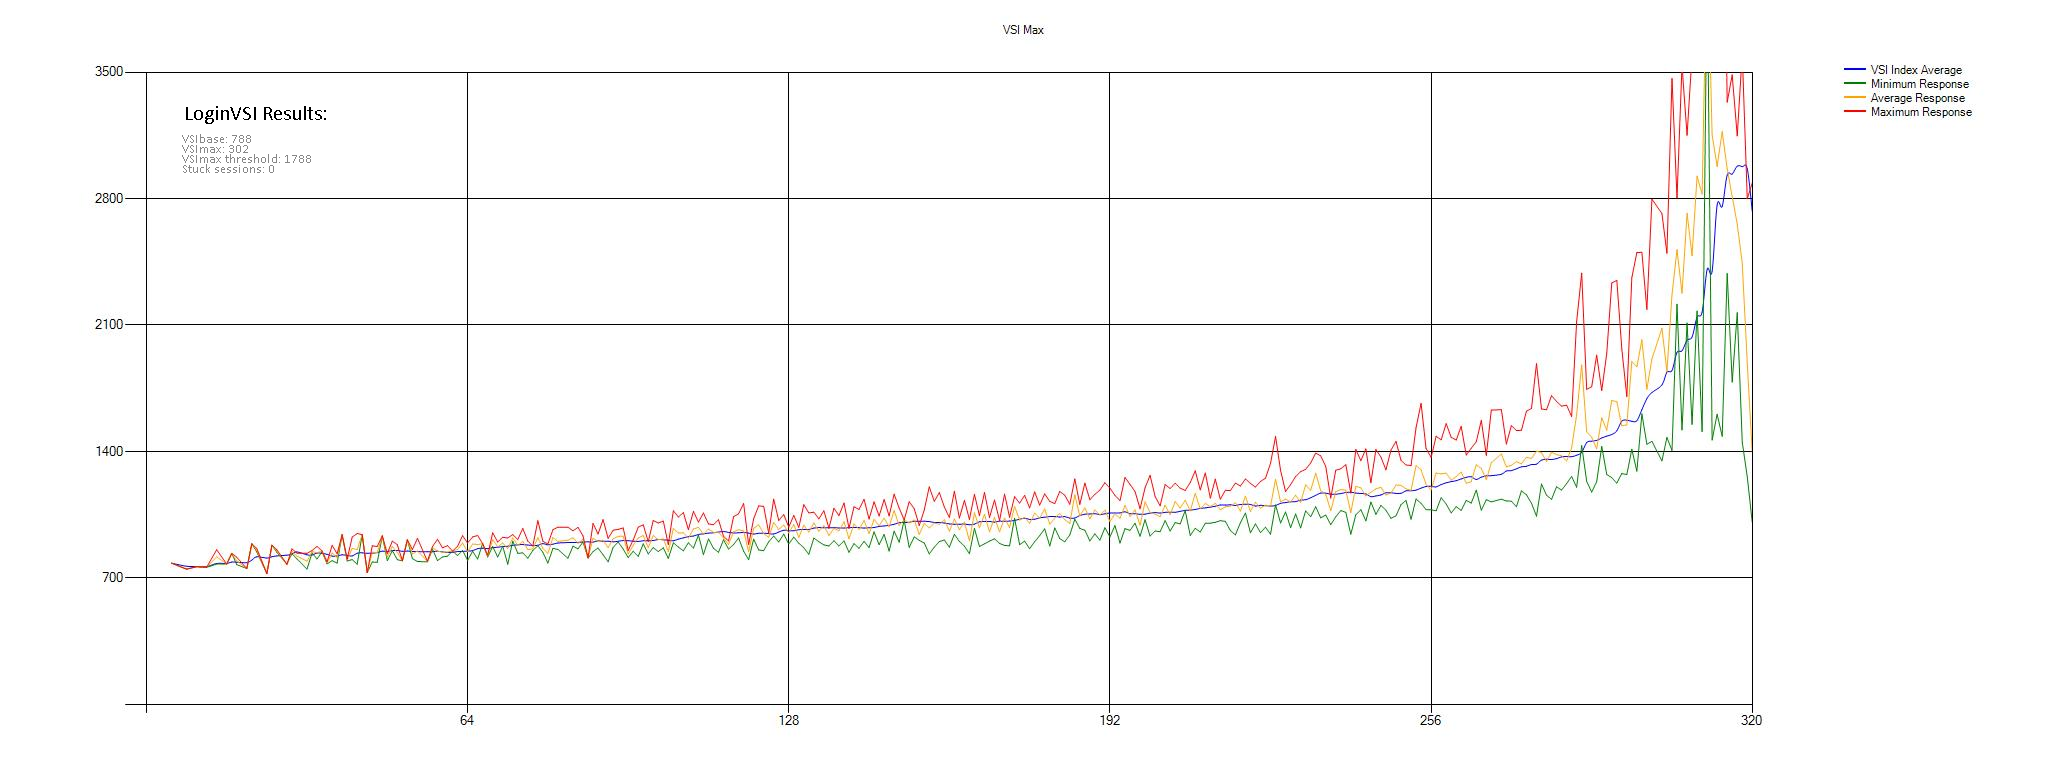 VSI Max
3500
2800
2100
1400
700
64
128
192
256
320
LoginVSI Results:
VSIbase: 788
VSImax: 302
VSImax threshold: 1788
Stuck sessions: 0
VSI Index Average
Minimum Response
Average Response
Maximum Response